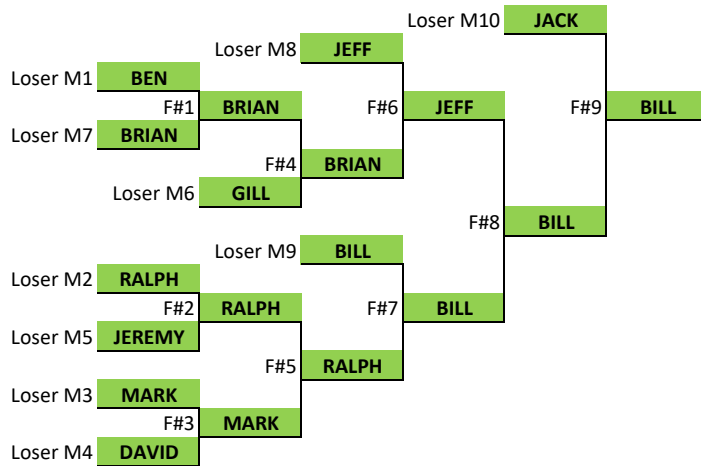 Loser M10 JACK
Loser M8 JEFF
Loser M1 BEN
F#1 BRIAN F#6 JEFF F#9 BILL
Loser M7 BRIAN
F#4 BRIAN
Loser M6 GILL
F#8 BILL
Loser M9 BILL
Loser M2 RALPH
F#2 RALPH F#7 BILL
Loser M5 JEREMY
F#5 RALPH
Loser M3 MARK
F#3 MARK
Loser M4 DAVID